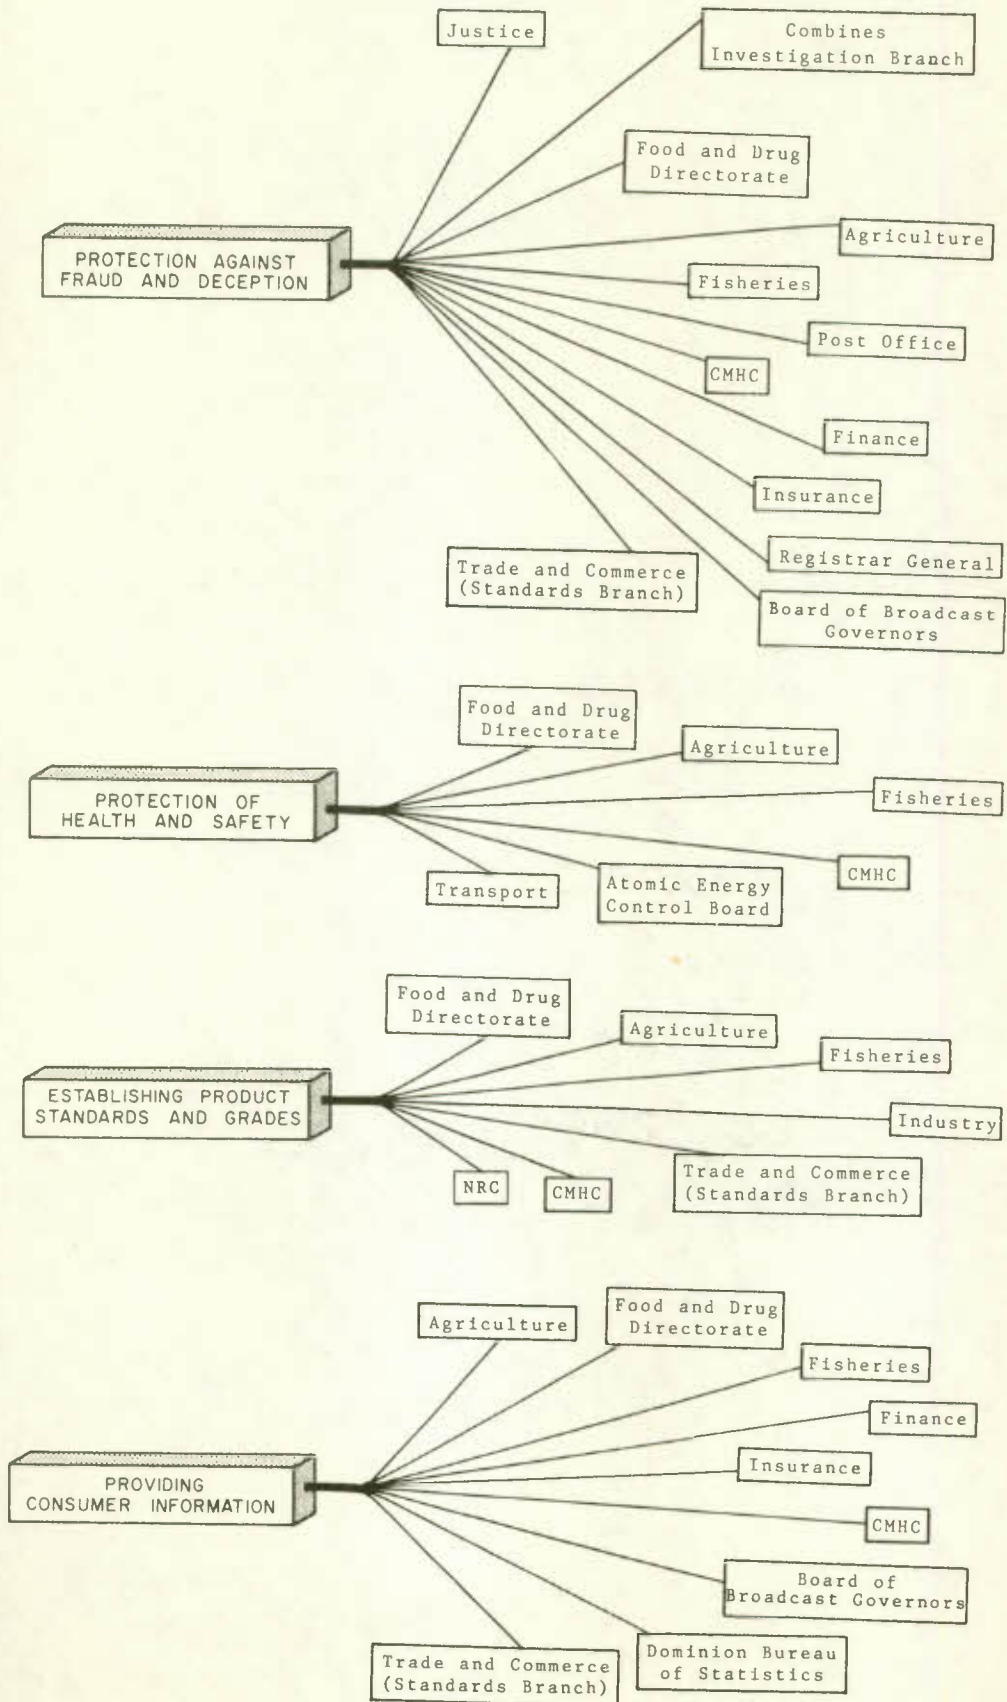 Justice
Combines
Investigation Branch
Food and Drug
Directorate
Agriculture
PROTECTION AGAINST
FRAUD AND DECEPTION
Fisheries
Post Office
CMHC
Finance
Insurance
Registrar General
Trade and Commerce
(Standards Branch)
Board of Broadcast
Governors
Food and Drug
Directorate
Agriculture
PROTECTION OF
HEALTH AND SAFETY
Fisheries
CMHC
Transport
Atomic Energy
Control Board
Food and Drug
Directorate
Agriculture
Fisheries
ESTABLISHING PRODUCT
STANDARDS AND GRADES
Industry
NRC
CMHC
Trade and Commerce
(Standards Branch)
Agriculture
Food and Drug
Directorate
Fisheries
Finance
Insurance
PROVIDING
CONSUMER INFORMATION
CMHC
Board of
Broadcast Governors
Dominion Bureau
of Statistics
Trade and Commerce
(Standards Branch)